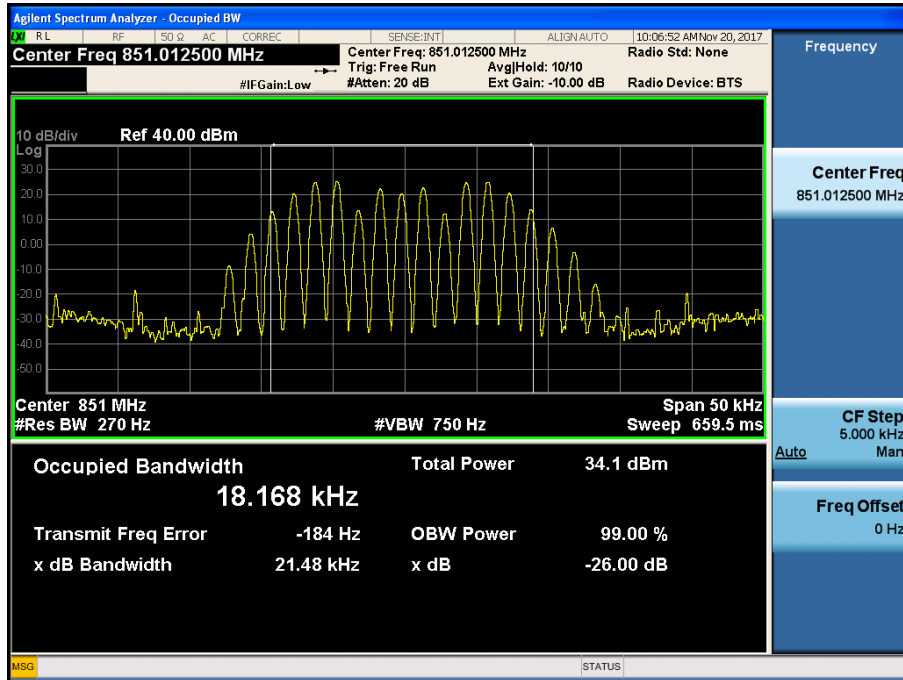 Agilent Spectrum Analyzer - Occupied BW
LXI RL RF 50 Ω AC CORREC SENSE:INT ALIGN AUTO 10:06:52 AM Nov 20, 2017
Center Freq 851.012500 MHz
Center Freq: 851.012500 MHz
Radio Std: None
Trig: Free Run
Avg|Hold: 10/10
#IFGain:Low
#Atten: 20 dB
Ext Gain: -10.00 dB
Radio Device: BTS
10 dB/div
Ref 40.00 dBm
Log
30.0
20.0
10.0
0.00
-10.0
-20.0
-30.0
-40.0
-50.0
Center 851 MHz
Span 50 kHz
#Res BW 270 Hz
#VBW 750 Hz
Sweep 659.5 ms
Occupied Bandwidth
18.168 kHz
Total Power 34.1 dBm
Transmit Freq Error -184 Hz
OBW Power 99.00 %
x dB Bandwidth 21.48 kHz
x dB -26.00 dB
MSG
STATUS
Frequency
Center Freq
851.012500 MHz
CF Step
5.000 kHz
Auto Man
Freq Offset
0 Hz